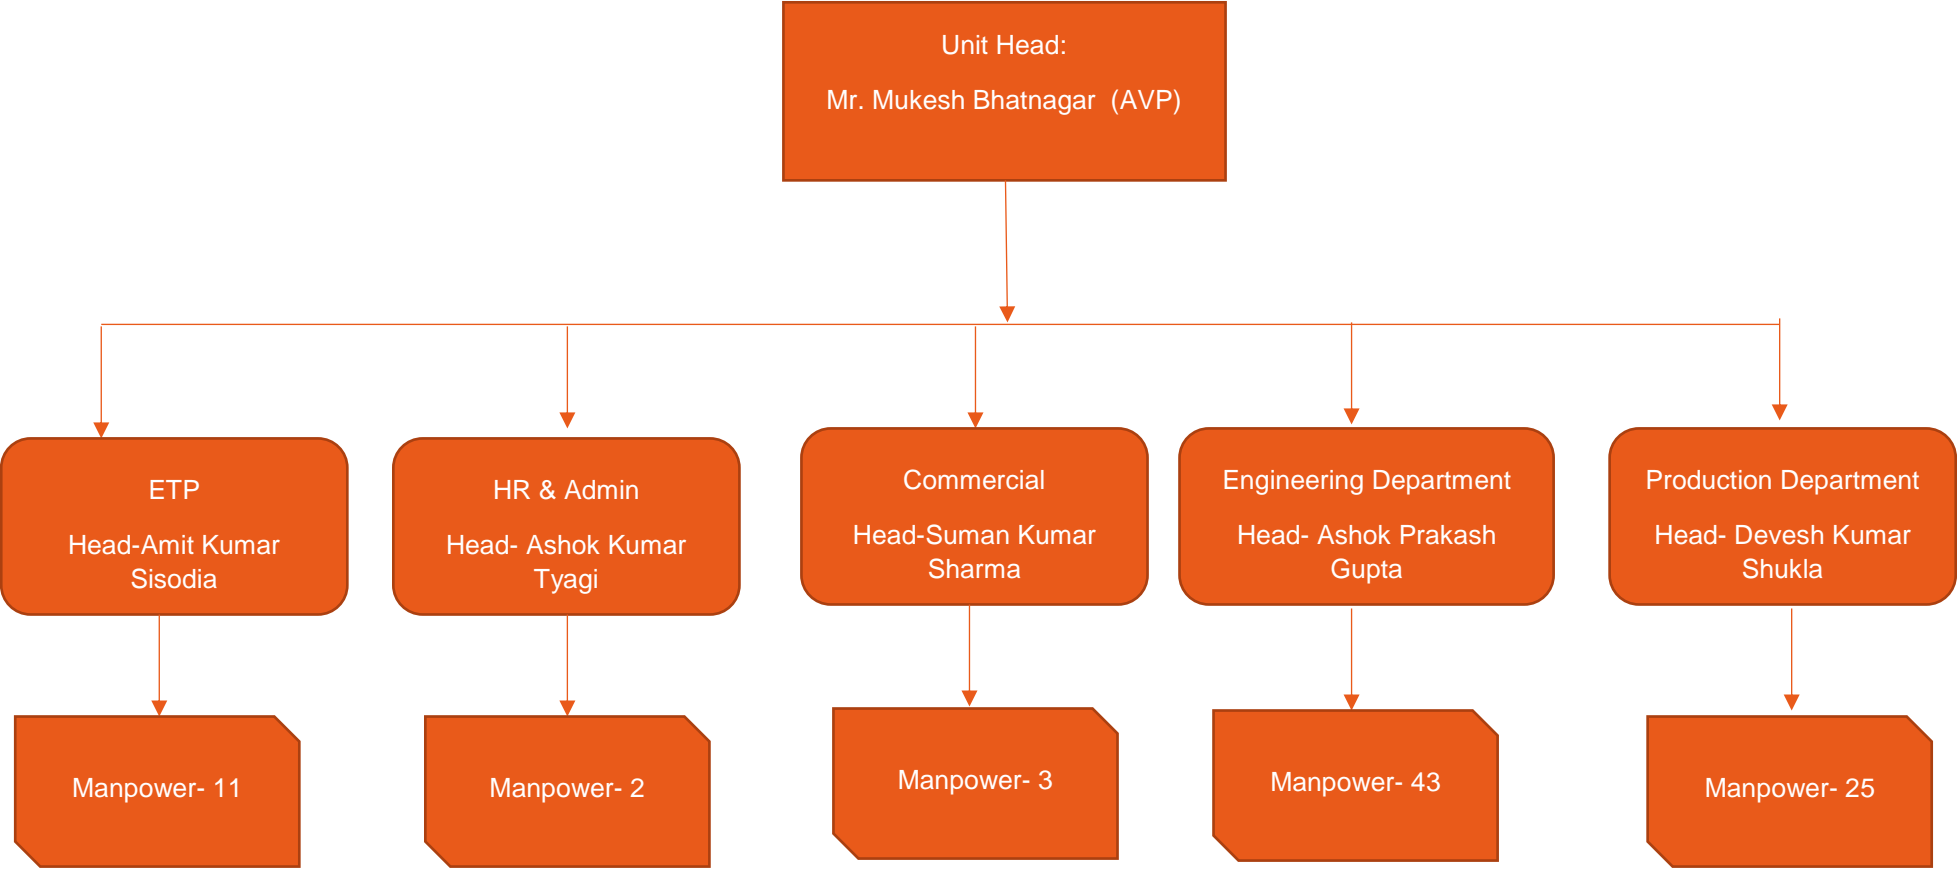 Unit Head:
Mr. Mukesh Bhatnagar  (AVP)
ETP
Head-Amit Kumar
Sisodia
HR & Admin
Head- Ashok Kumar
Tyagi
Commercial
Head-Suman Kumar
Sharma
Engineering Department
Head- Ashok Prakash
Gupta
Production Department
Head- Devesh Kumar
Shukla
Manpower- 11
Manpower- 2
Manpower- 3
Manpower- 43
Manpower- 25